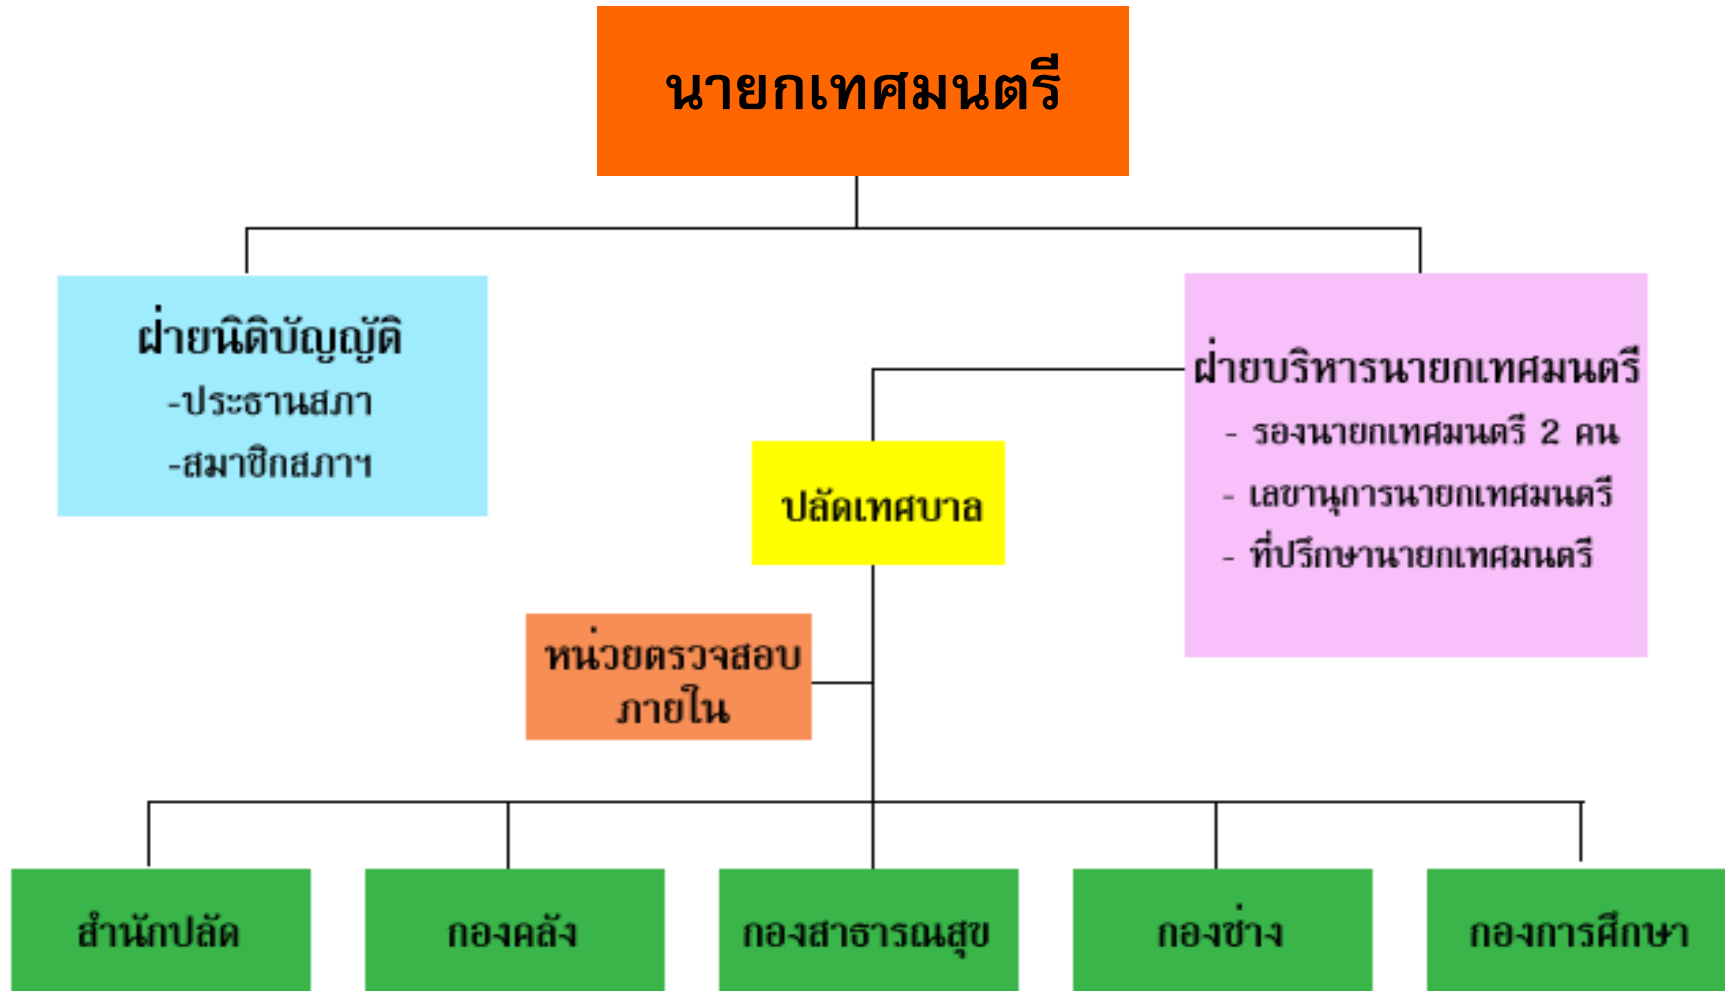 นายกเทศมนตรี
ฝ่ายนิติบัญญัติ
-ประธานสภา
-สมาชิกสภาฯ
ฝ่ายบริหารนายกเทศมนตรี
- รองนายกเทศมนตรี 2 คน
- เลขานุการนายกเทศมนตรี
- ที่ปรึกษานายกเทศมนตรี
ปลัดเทศบาล
หน่วยตรวจสอบ
ภายใน
สำนักปลัด
กองคลัง
กองสาธารณสุข
กองช่าง
กองการศึกษา